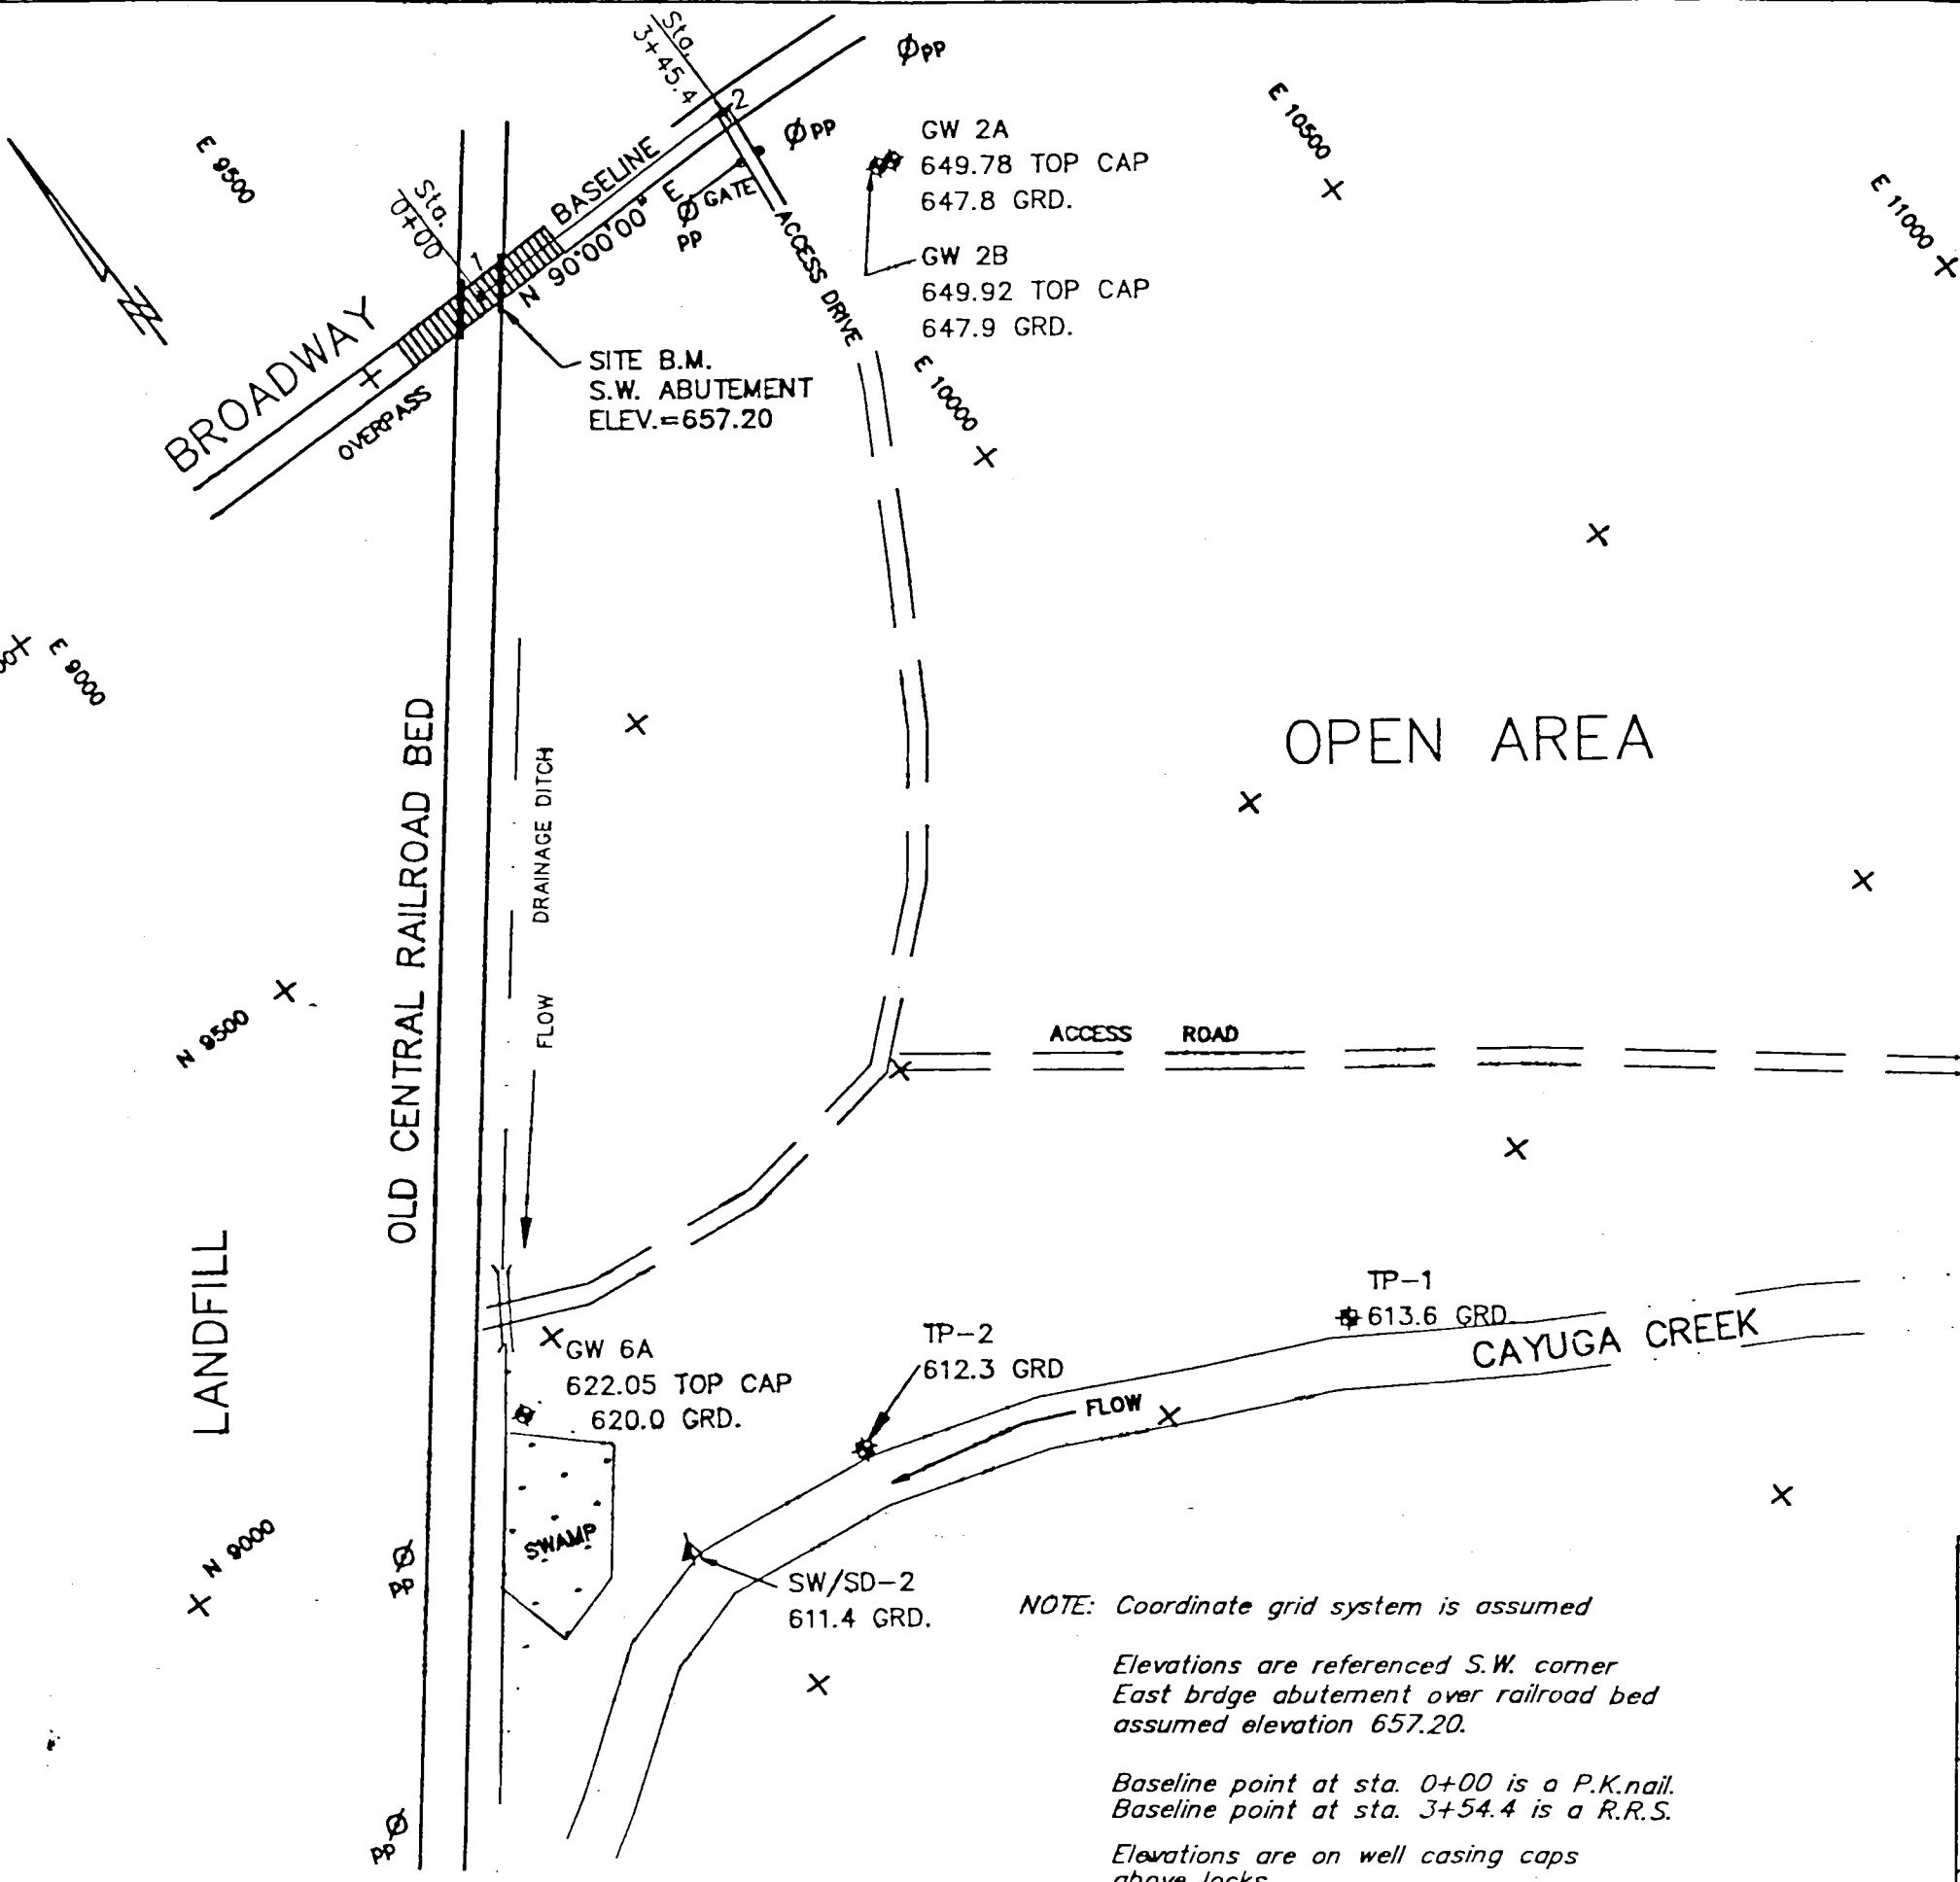 Sta.
3+45.4
2
PP
PP
E 9500
Sta.
0+00
1
BASELINE
N 90°00'00" E
GATE
PP
ACCESS DRIVE
GW 2A
649.78 TOP CAP
647.8 GRD.
GW 2B
649.92 TOP CAP
647.9 GRD.
E 10500
E 11000
BROADWAY
OVERPASS
SITE B.M.
S.W. ABUTEMENT
ELEV.=657.20
E 10000
E 9000
OLD CENTRAL RAILROAD BED
DRAINAGE DITCH
FLOW
OPEN AREA
N 9500
ACCESS ROAD
LANDFILL
GW 6A
622.05 TOP CAP
620.0 GRD.
TP-2
612.3 GRD
TP-1
613.6 GRD.
CAYUGA CREEK
FLOW
N 9000
PP
SWAMP
SW/SD-2
611.4 GRD.
PP
NOTE: Coordinate grid system is assumed
Elevations are referenced S.W. corner
East brdge abutement over railroad bed
assumed elevation 657.20.
Baseline point at sta. 0+00 is a P.K.nail.
Baseline point at sta. 3+54.4 is a R.R.S.
Elevations are on well casing caps
above locks